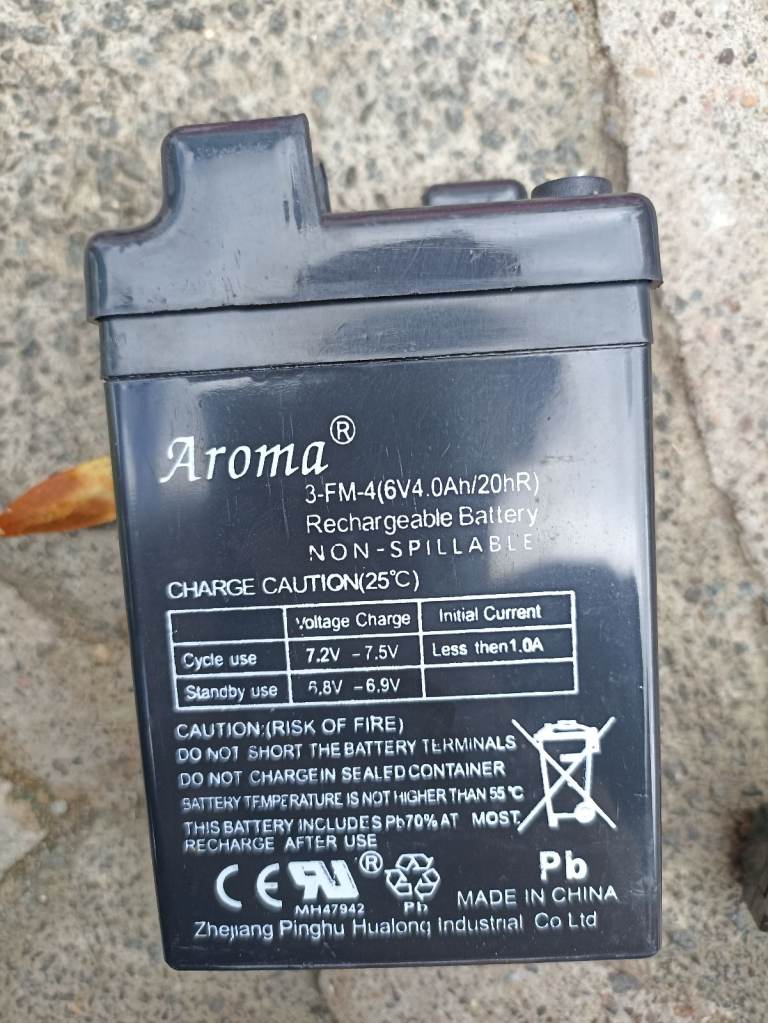 Aroma®
3-FM-4(6V4.0Ah/20hR)
Rechargeable Battery
NON-SPILLABLE
CHARGE CAUTION(25°C)
Voltage Charge Initial Current
Cycle use 7.2V - 7.5V Less then 1.0A
Standby use 6.8V - 6.9V
CAUTION:(RISK OF FIRE)
DO NOT SHORT THE BATTERY TERMINALS
DO NOT CHARGE IN SEALED CONTAINER
BATTERY TEMPERATURE IS NOT HIGHER THAN 55°C
THIS BATTERY INCLUDES Pb70% AT MOST.
RECHARGE AFTER USE
CE RU® Pb
MH47942 Pb MADE IN CHINA
Zhejiang Pinghu Hualong Industrial Co Ltd